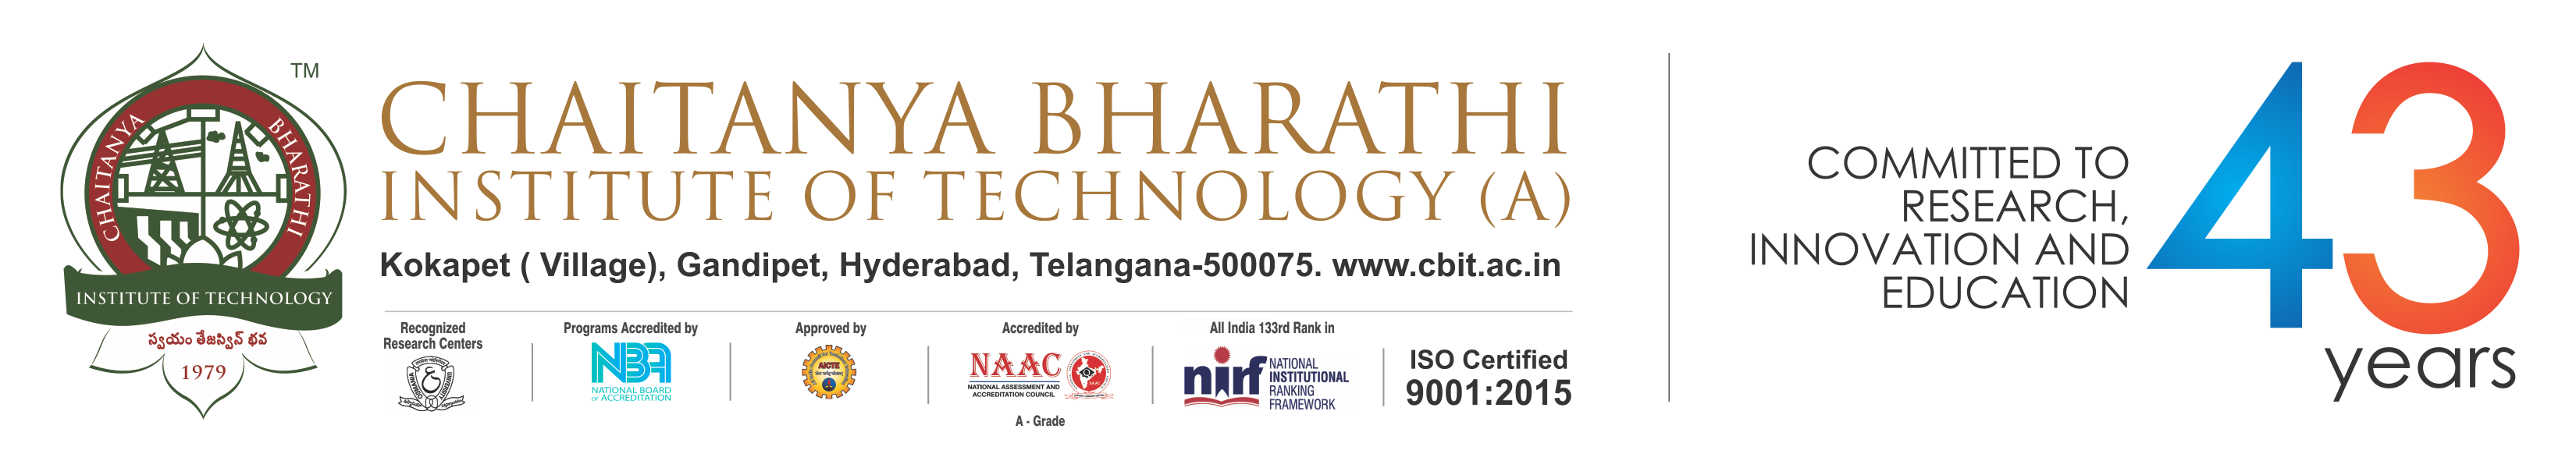 TM
CHAITANYA BHARATHI
INSTITUTE OF TECHNOLOGY
స్వయం తేజస్విన్ భవ
1979
CHAITANYA BHARATHI
INSTITUTE OF TECHNOLOGY (A)
Kokapet ( Village), Gandipet, Hyderabad, Telangana-500075. www.cbit.ac.in
Recognized
Research Centers
Programs Accredited by
NBA
NATIONAL BOARD
OF ACCREDITATION
Approved by
AICTE
Accredited by
NAAC
NATIONAL ASSESSMENT AND
ACCREDITATION COUNCIL
A - Grade
All India 133rd Rank in
nirf
NATIONAL
INSTITUTIONAL
RANKING
FRAMEWORK
ISO Certified
9001:2015
COMMITTED TO
RESEARCH,
INNOVATION AND
EDUCATION
43
years